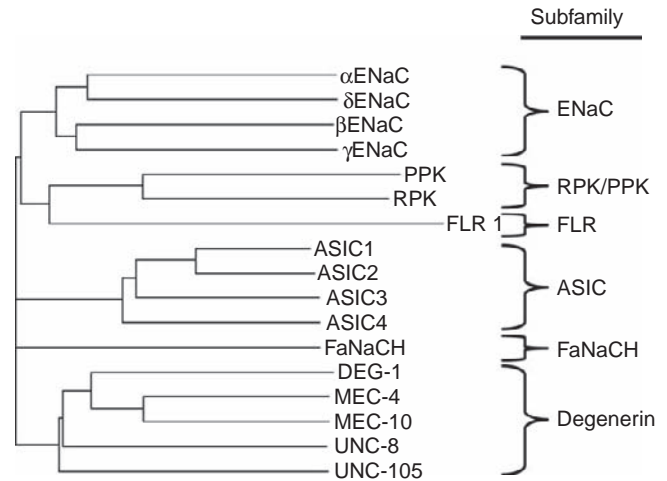 Subfamily
αENaC
δENaC
βENaC
γENaC
ENaC
PPK
RPK
RPK/PPK
FLR 1
FLR
ASIC1
ASIC2
ASIC3
ASIC4
ASIC
FaNaCH
FaNaCH
DEG-1
MEC-4
MEC-10
UNC-8
UNC-105
Degenerin